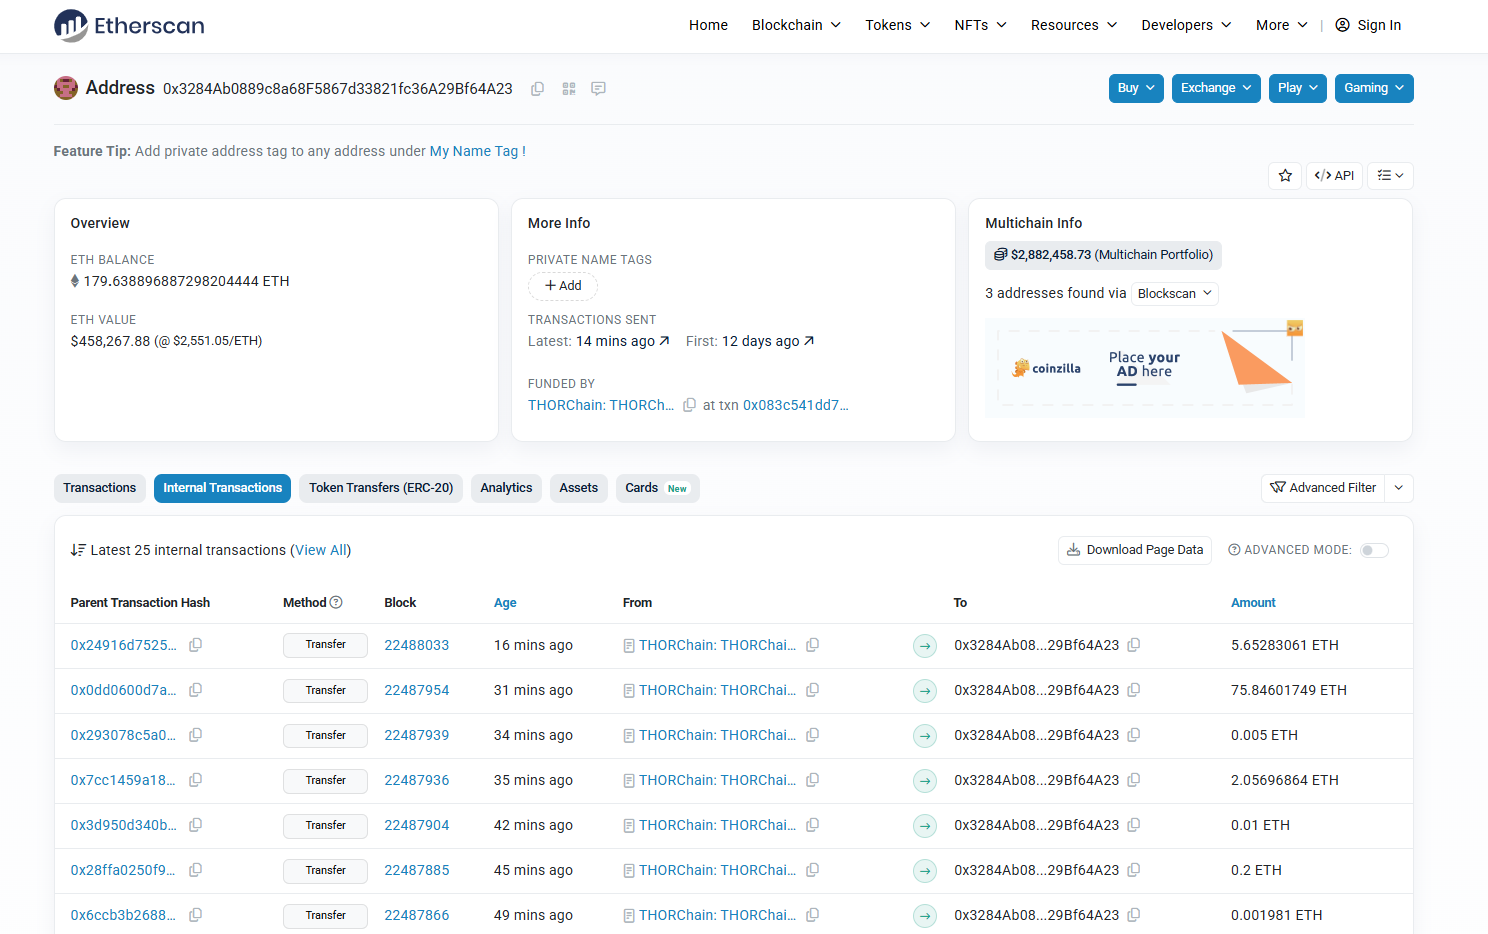 Etherscan
Home Blockchain Tokens NFTs Resources Developers More | Sign In
Address 0x3284Ab0889c8a68F5867d33821fc36A29Bf64A23
Buy Exchange Play Gaming
Feature Tip: Add private address tag to any address under My Name Tag !
</> API
Overview
ETH BALANCE
179.638896887298204444 ETH
ETH VALUE
$458,267.88 (@ $2,551.05/ETH)
More Info
PRIVATE NAME TAGS
+ Add
TRANSACTIONS SENT
Latest: 14 mins ago First: 12 days ago
FUNDED BY
THORChain: THORCh... at txn 0x083c541dd7...
Multichain Info
$2,882,458.73 (Multichain Portfolio)
3 addresses found via Blockscan
coinzilla
Place your
AD here
Transactions Internal Transactions Token Transfers (ERC-20) Analytics Assets Cards New
Advanced Filter
Latest 25 internal transactions (View All)
Download Page Data ADVANCED MODE:
Parent Transaction Hash Method Block Age From To Amount
0x24916d7525... Transfer 22488033 16 mins ago THORChain: THORChai... 0x3284Ab08...29Bf64A23 5.65283061 ETH
0x0dd0600d7a... Transfer 22487954 31 mins ago THORChain: THORChai... 0x3284Ab08...29Bf64A23 75.84601749 ETH
0x293078c5a0... Transfer 22487939 34 mins ago THORChain: THORChai... 0x3284Ab08...29Bf64A23 0.005 ETH
0x7cc1459a18... Transfer 22487936 35 mins ago THORChain: THORChai... 0x3284Ab08...29Bf64A23 2.05696864 ETH
0x3d950d340b... Transfer 22487904 42 mins ago THORChain: THORChai... 0x3284Ab08...29Bf64A23 0.01 ETH
0x28ffa0250f9... Transfer 22487885 45 mins ago THORChain: THORChai... 0x3284Ab08...29Bf64A23 0.2 ETH
0x6ccb3b2688... Transfer 22487866 49 mins ago THORChain: THORChai... 0x3284Ab08...29Bf64A23 0.001981 ETH